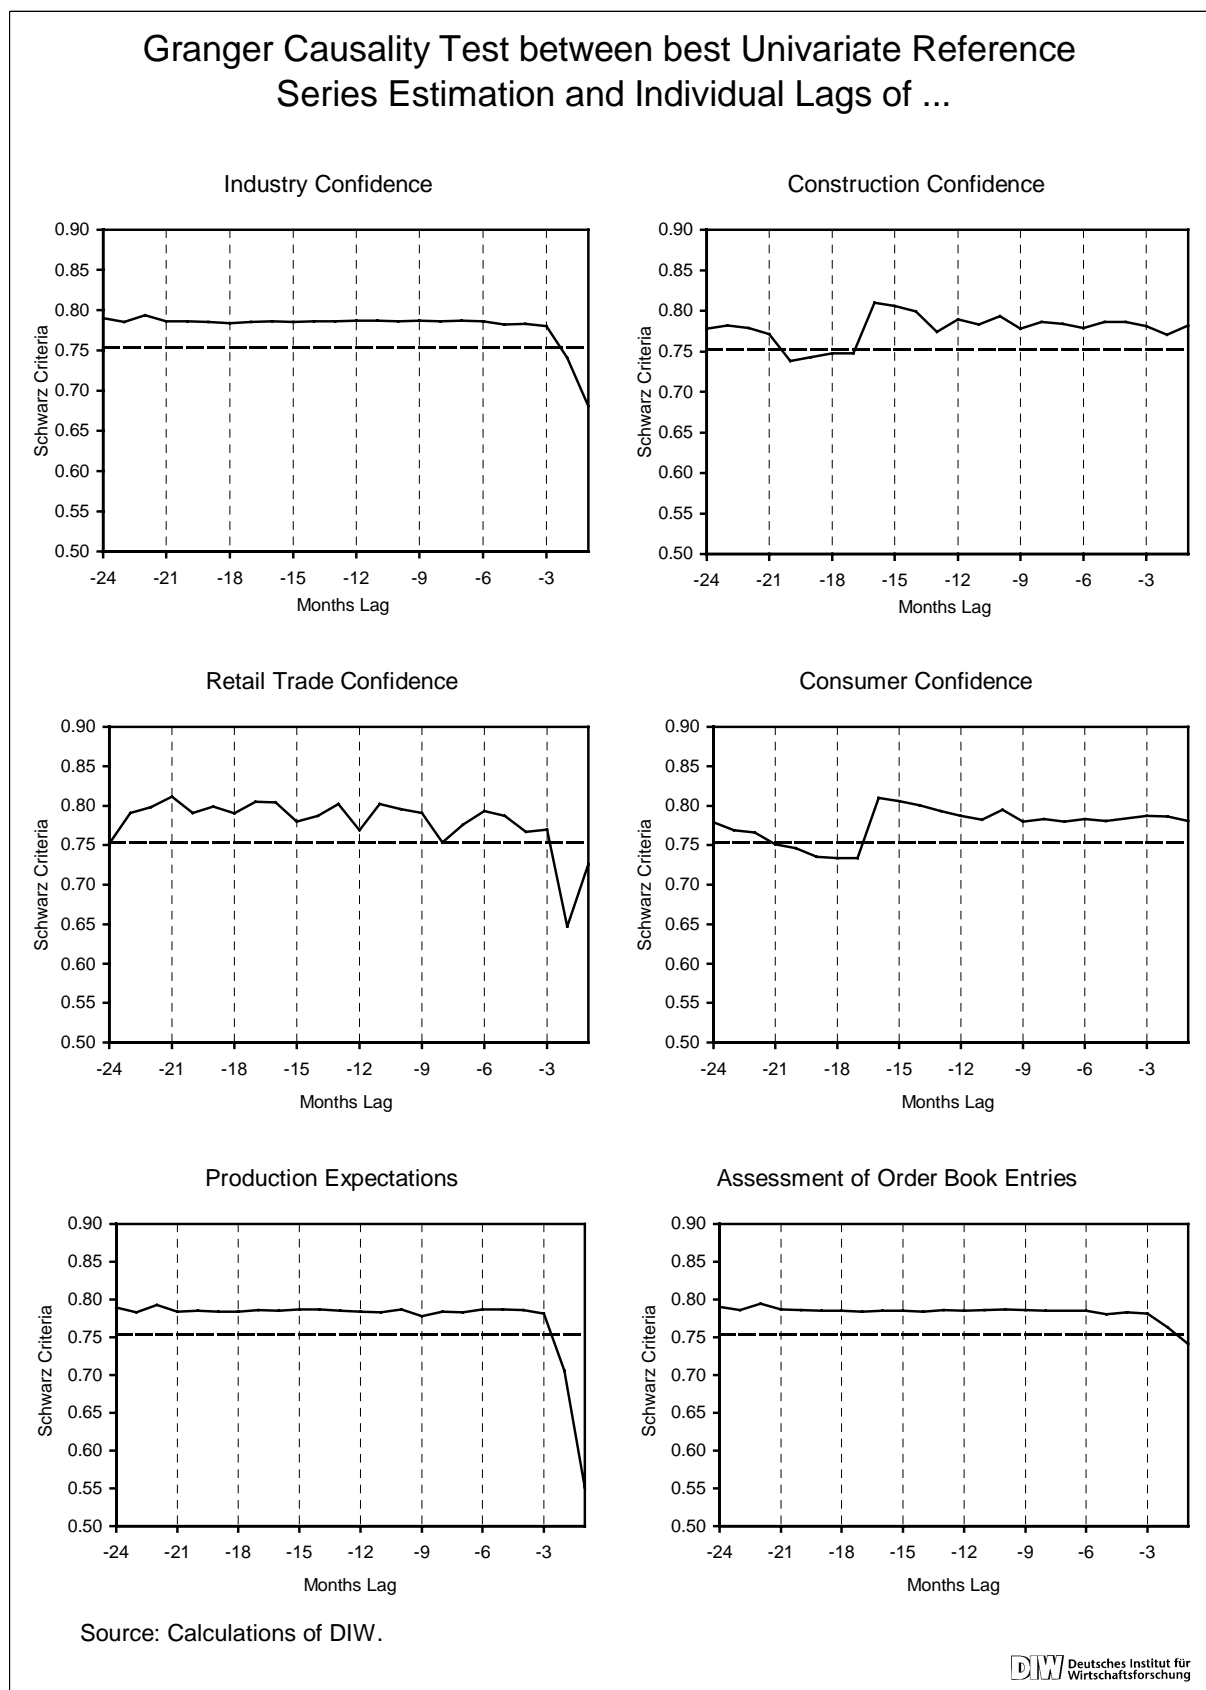 Granger Causality Test between best Univariate Reference
Series Estimation and Individual Lags of ...
Industry Confidence
0.90
0.85
0.80
0.75
0.70
0.65
0.60
0.55
0.50
Schwarz Criteria
-24 -21 -18 -15 -12 -9 -6 -3
Months Lag
Construction Confidence
0.90
0.85
0.80
0.75
0.70
0.65
0.60
0.55
0.50
Schwarz Criteria
-24 -21 -18 -15 -12 -9 -6 -3
Months Lag
Retail Trade Confidence
0.90
0.85
0.80
0.75
0.70
0.65
0.60
0.55
0.50
Schwarz Criteria
-24 -21 -18 -15 -12 -9 -6 -3
Months Lag
Consumer Confidence
0.90
0.85
0.80
0.75
0.70
0.65
0.60
0.55
0.50
Schwarz Criteria
-24 -21 -18 -15 -12 -9 -6 -3
Months Lag
Production Expectations
0.90
0.85
0.80
0.75
0.70
0.65
0.60
0.55
0.50
Schwarz Criteria
-24 -21 -18 -15 -12 -9 -6 -3
Months Lag
Assessment of Order Book Entries
0.90
0.85
0.80
0.75
0.70
0.65
0.60
0.55
0.50
Schwarz Criteria
-24 -21 -18 -15 -12 -9 -6 -3
Months Lag
Source: Calculations of DIW.
DIW Deutsches Institut für
Wirtschaftsforschung